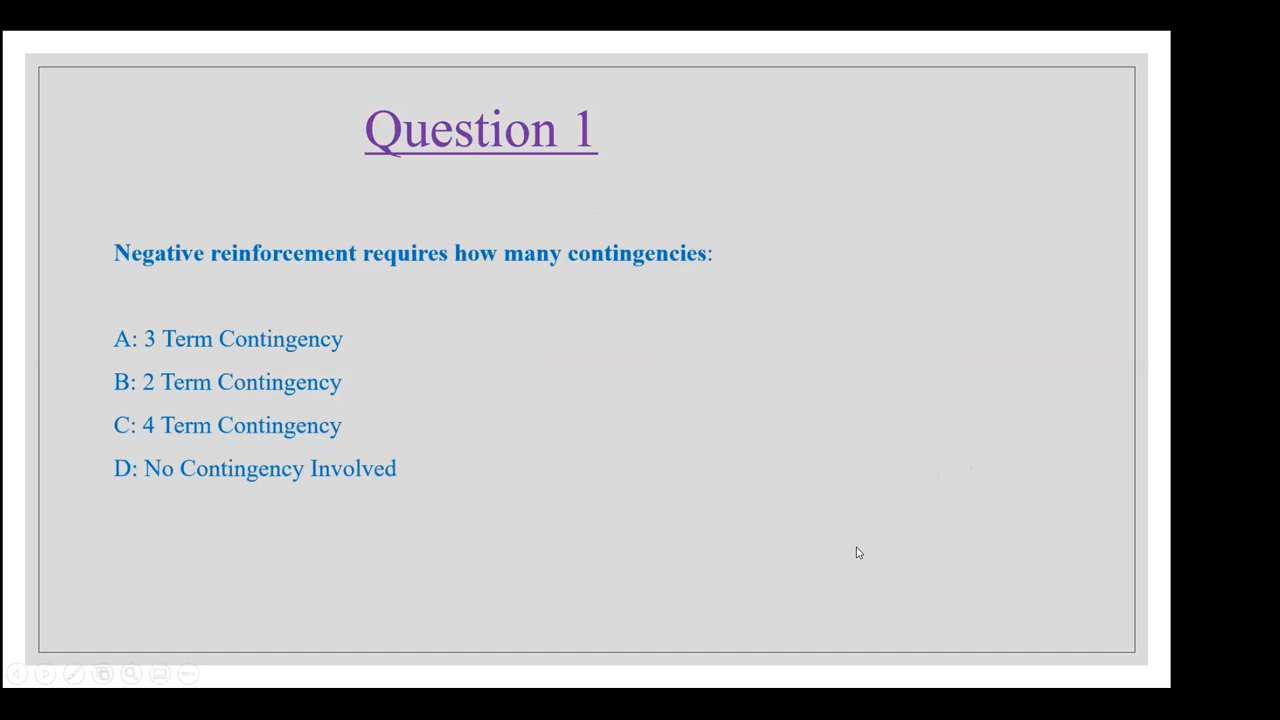 Question 1
Negative reinforcement requires how many contingencies:
A: 3 Term Contingency
B: 2 Term Contingency
C: 4 Term Contingency
D: No Contingency Involved